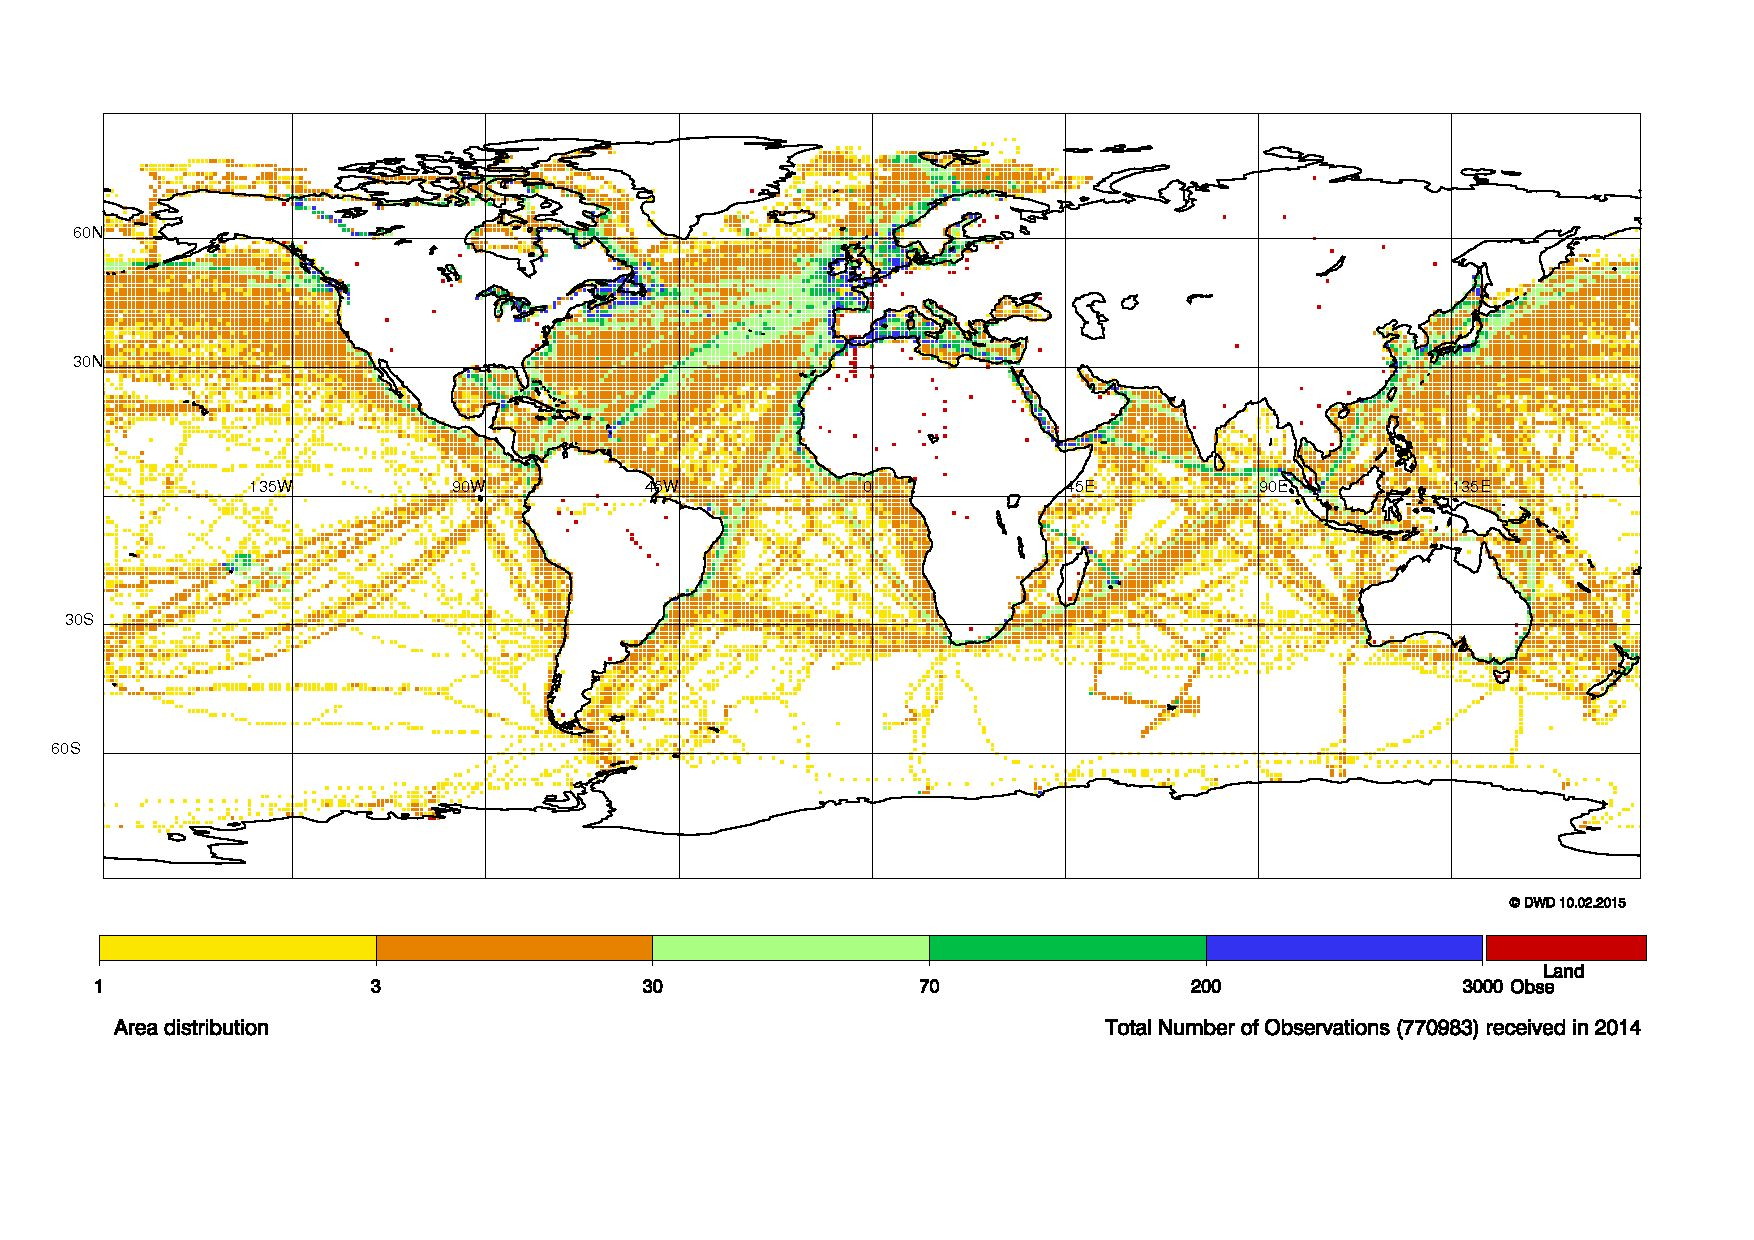 60N
30N
135W 90W 45W 0 45E 90E 135E
30S
60S
© DWD 10.02.2015
Land
1 3 30 70 200 3000 Obse
Area distribution
Total Number of Observations (770983) received in 2014